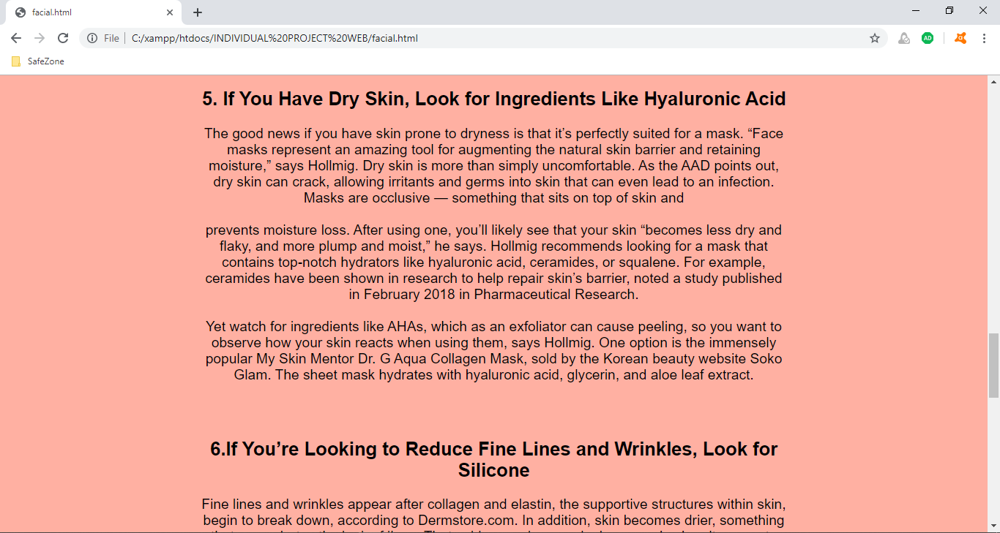 facial.html
File
C:/xampp/htdocs/INDIVIDUAL%20PROJECT%20WEB/facial.html
AD
SafeZone
5. If You Have Dry Skin, Look for Ingredients Like Hyaluronic Acid
The good news if you have skin prone to dryness is that it’s perfectly suited for a mask. “Face
masks represent an amazing tool for augmenting the natural skin barrier and retaining
moisture,” says Hollmig. Dry skin is more than simply uncomfortable. As the AAD points out,
dry skin can crack, allowing irritants and germs into skin that can even lead to an infection.
Masks are occlusive — something that sits on top of skin and
prevents moisture loss. After using one, you’ll likely see that your skin “becomes less dry and
flaky, and more plump and moist,” he says. Hollmig recommends looking for a mask that
contains top-notch hydrators like hyaluronic acid, ceramides, or squalene. For example,
ceramides have been shown in research to help repair skin’s barrier, noted a study published
in February 2018 in Pharmaceutical Research.
Yet watch for ingredients like AHAs, which as an exfoliator can cause peeling, so you want to
observe how your skin reacts when using them, says Hollmig. One option is the immensely
popular My Skin Mentor Dr. G Aqua Collagen Mask, sold by the Korean beauty website Soko
Glam. The sheet mask hydrates with hyaluronic acid, glycerin, and aloe leaf extract.
6.If You’re Looking to Reduce Fine Lines and Wrinkles, Look for
Silicone
Fine lines and wrinkles appear after collagen and elastin, the supportive structures within skin,
begin to break down, according to Dermstore.com. In addition, skin becomes drier, something